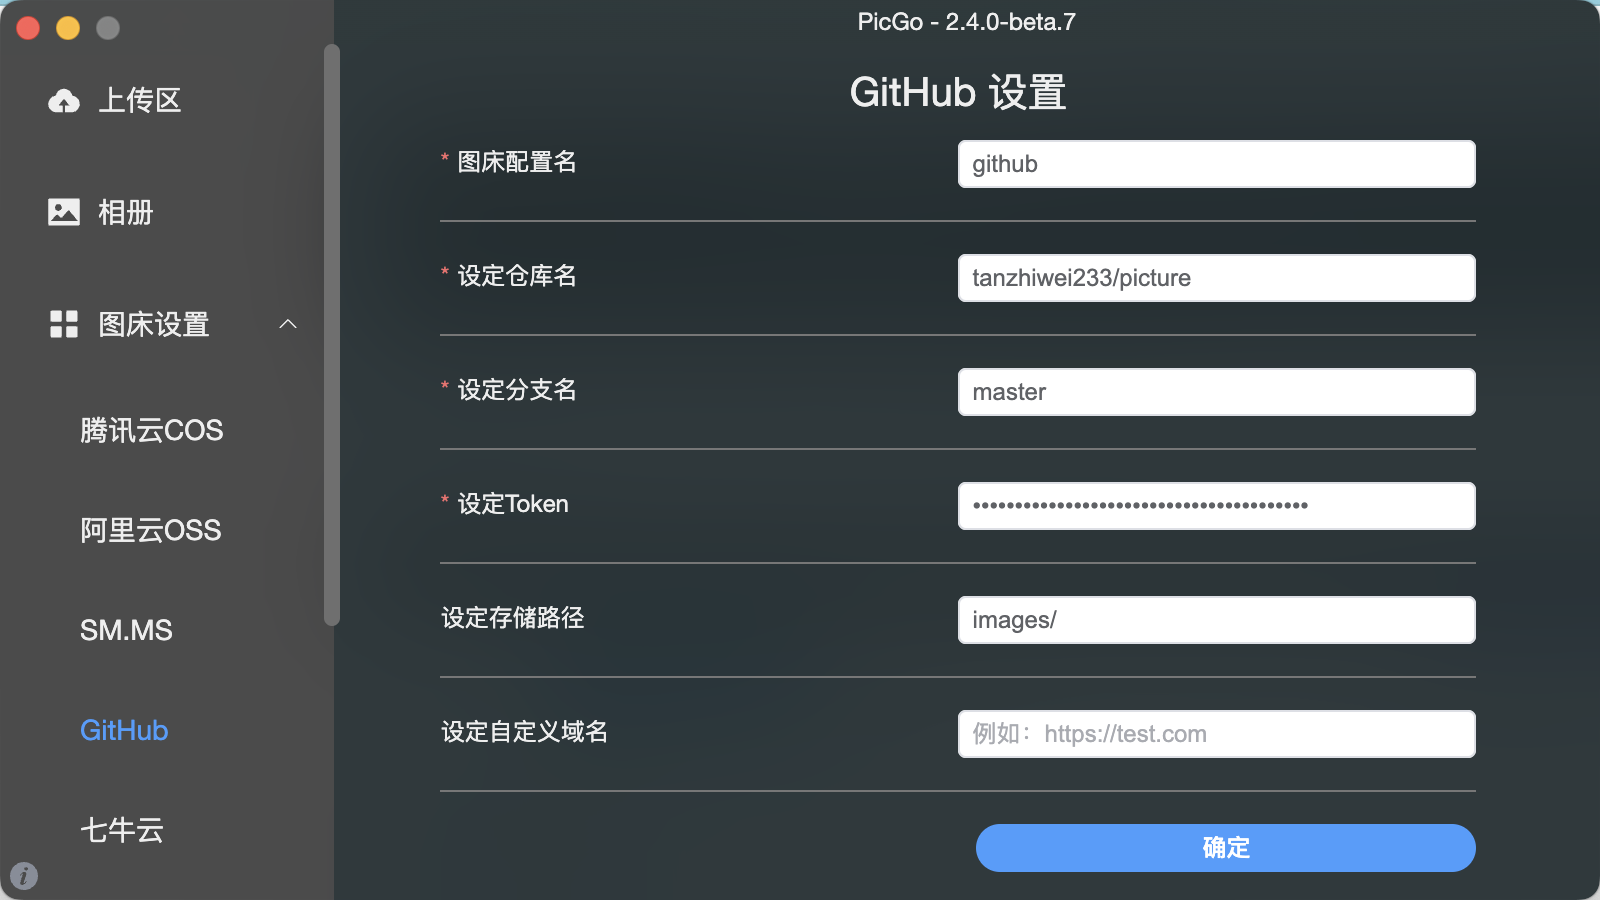 PicGo - 2.4.0-beta.7
上传区
相册
图床设置
腾讯云COS
阿里云OSS
SM.MS
GitHub
七牛云
GitHub 设置
* 图床配置名
github
* 设定仓库名
tanzhiwei233/picture
* 设定分支名
master
* 设定Token
••••••••••••••••••••••••••••••••••••••••
设定存储路径
images/
设定自定义域名
例如：https://test.com
确定